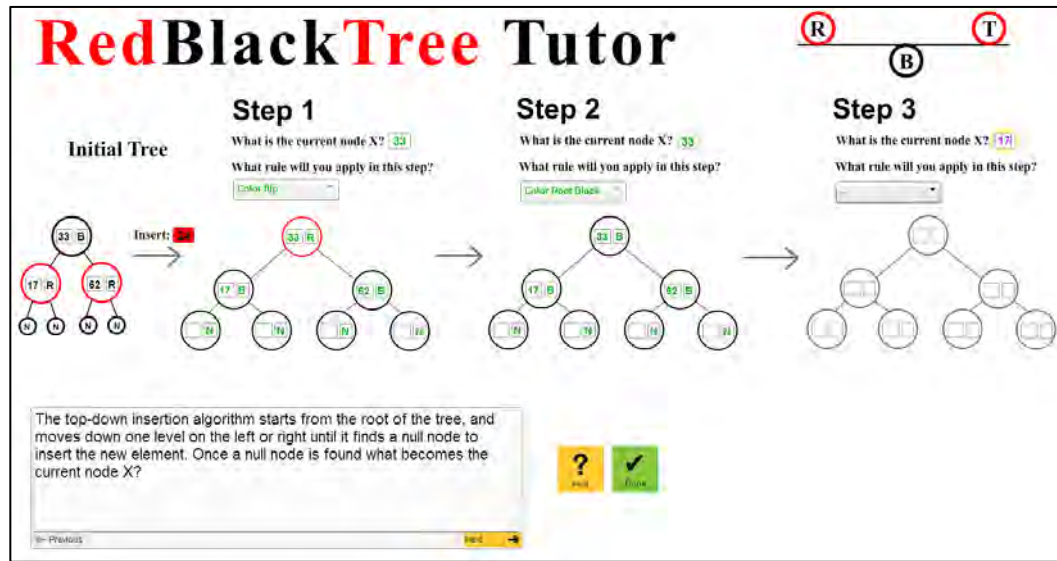 RedBlackTree Tutor
R T
B
Initial Tree
Step 1
What is the current node X? 33
What rule will you apply in this step?
Color flip
Step 2
What is the current node X? 33
What rule will you apply in this step?
Color Root Black
Step 3
What is the current node X? 17
What rule will you apply in this step?
Insert:
33 B
17 R 62 R
N N N N
33 R
17 B 62 B
N N N N
33 B
17 B 62 B
N N N N
The top-down insertion algorithm starts from the root of the tree, and
moves down one level on the left or right until it finds a null node to
insert the new element. Once a null node is found what becomes the
current node X?
Previous
Next
?
Done